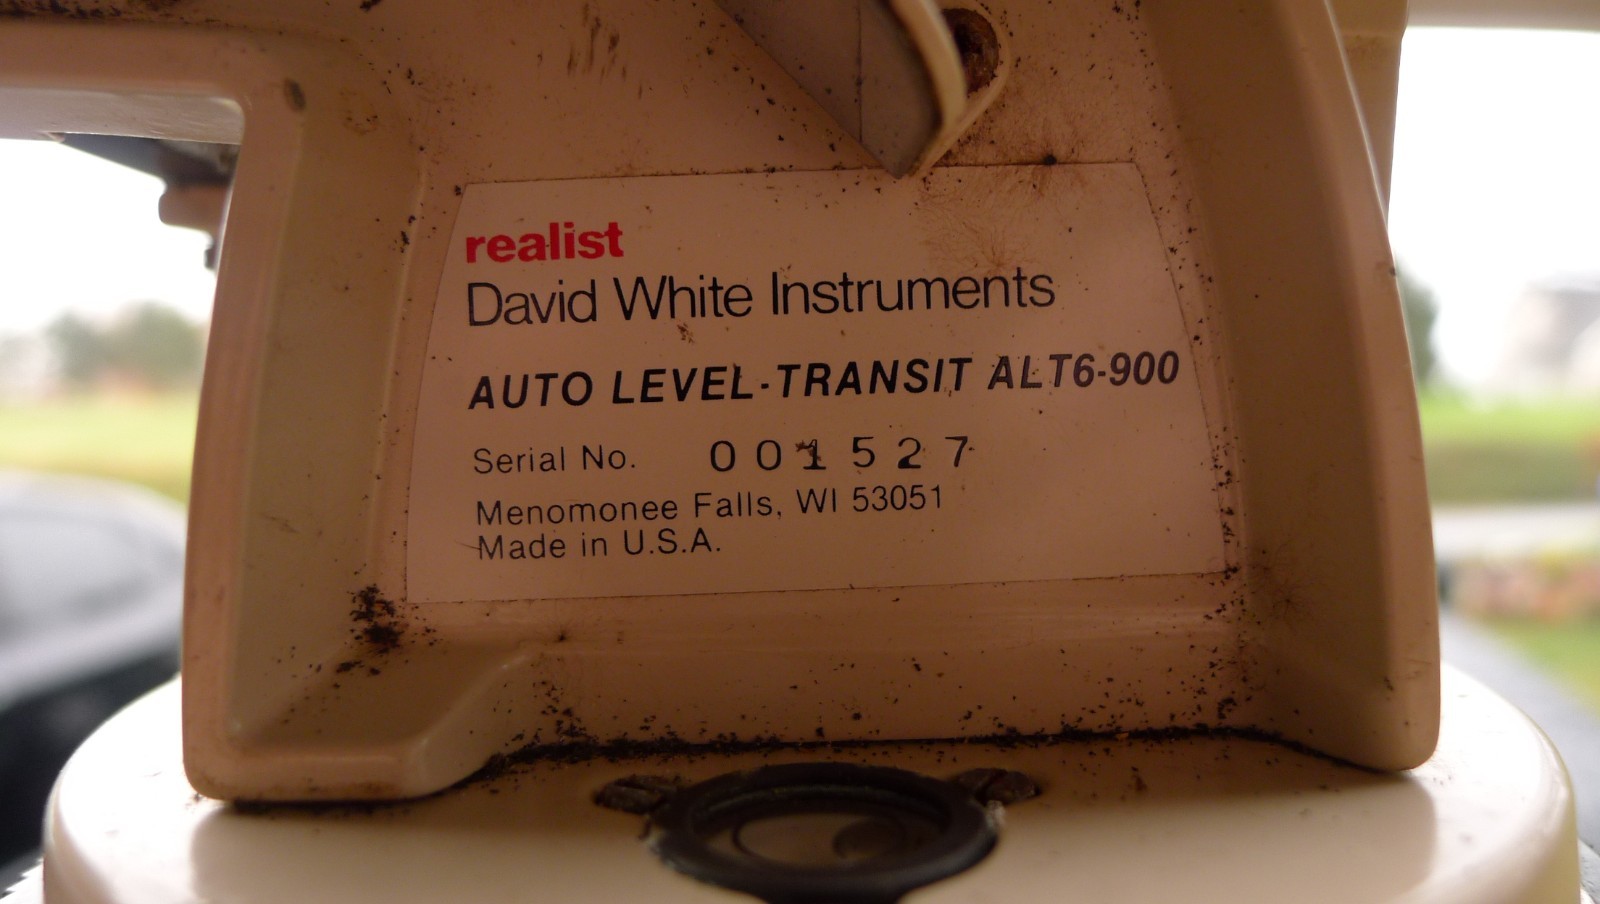 realist
David White Instruments
AUTO LEVEL-TRANSIT ALT6-900
Serial No. 001527
Menomonee Falls, WI 53051
Made in U.S.A.